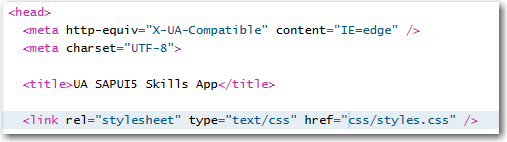 <head>
<meta http-equiv="X-UA-Compatible" content="IE=edge" />
<meta charset="UTF-8">
<title>UA SAPUI5 Skills App</title>
<link rel="stylesheet" type="text/css" href="css/styles.css" />